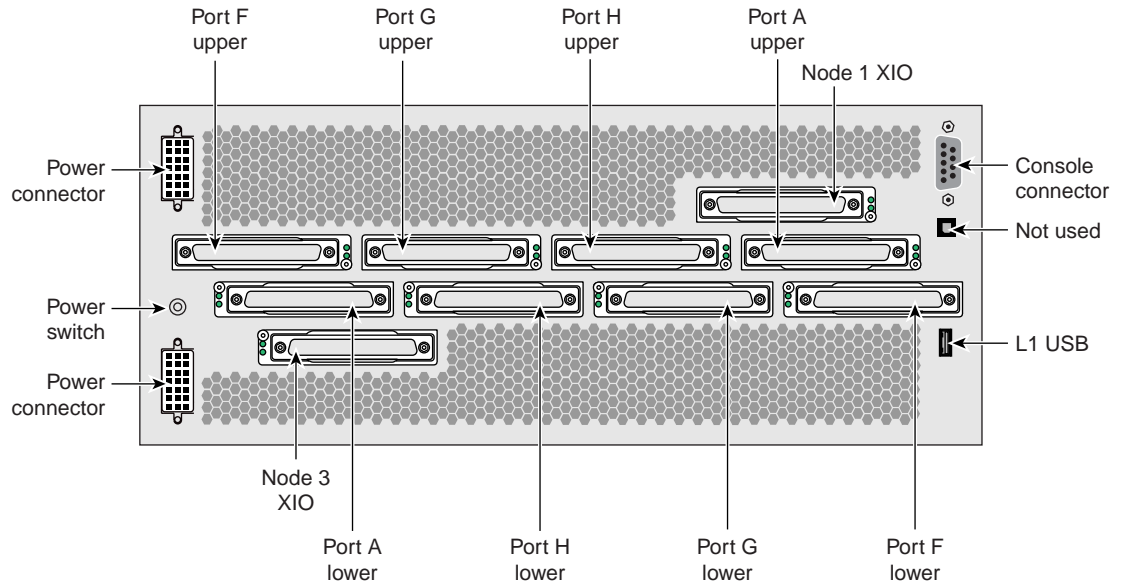 Port F
upper
Port G
upper
Port H
upper
Port A
upper
Node 1 XIO
Power
connector
Console
connector
Not used
Power
switch
L1 USB
Power
connector
Node 3
XIO
Port A
lower
Port H
lower
Port G
lower
Port F
lower